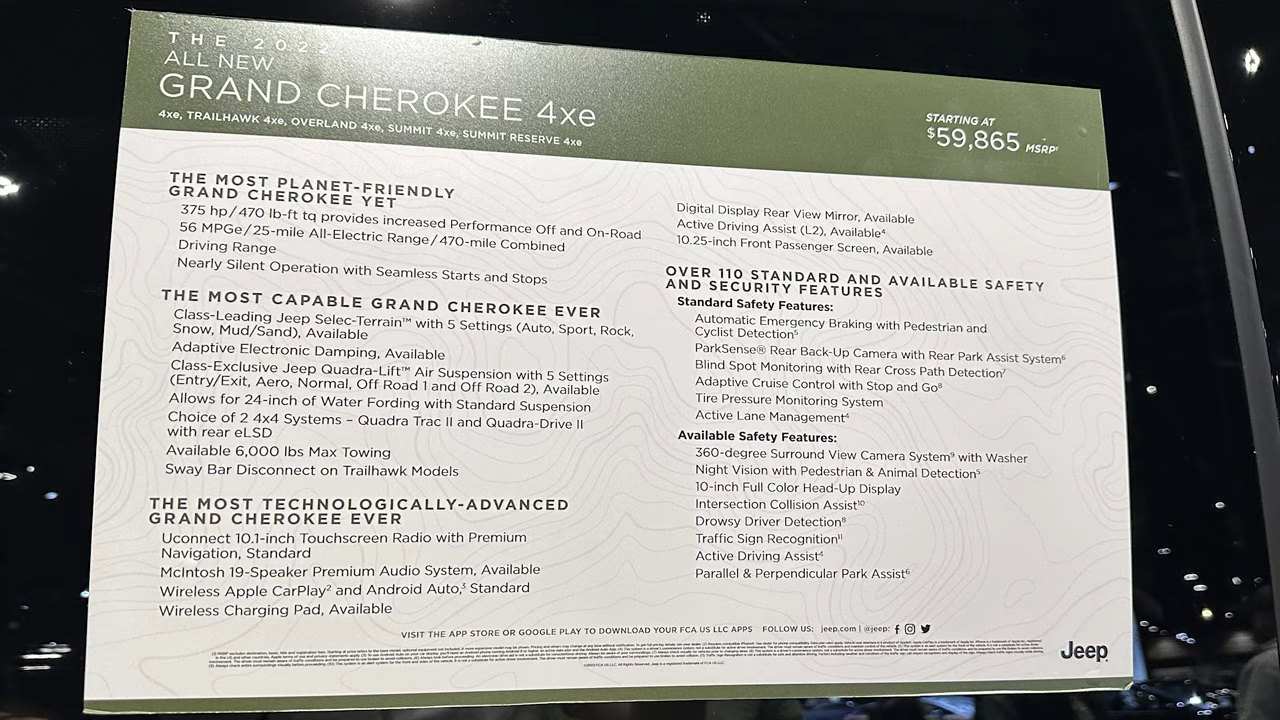 THE 2022
ALL NEW
GRAND CHEROKEE 4xe
4xe, TRAILHAWK 4xe, OVERLAND 4xe, SUMMIT 4xe, SUMMIT RESERVE 4xe
STARTING AT
$59,865 MSRP¹
THE MOST PLANET-FRIENDLY
GRAND CHEROKEE YET
375 hp/470 lb-ft tq provides increased Performance Off and On-Road
56 MPGe/25-mile All-Electric Range/470-mile Combined
Driving Range
Nearly Silent Operation with Seamless Starts and Stops
THE MOST CAPABLE GRAND CHEROKEE EVER
Class-Leading Jeep Selec-Terrain™ with 5 Settings (Auto, Sport, Rock,
Snow, Mud/Sand), Available
Adaptive Electronic Damping, Available
Class-Exclusive Jeep Quadra-Lift™ Air Suspension with 5 Settings
(Entry/Exit, Aero, Normal, Off Road 1 and Off Road 2), Available
Allows for 24-inch of Water Fording with Standard Suspension
Choice of 2 4x4 Systems – Quadra Trac II and Quadra-Drive II
with rear eLSD
Available 6,000 lbs Max Towing
Sway Bar Disconnect on Trailhawk Models
THE MOST TECHNOLOGICALLY-ADVANCED
GRAND CHEROKEE EVER
Uconnect 10.1-inch Touchscreen Radio with Premium
Navigation, Standard
McIntosh 19-Speaker Premium Audio System, Available
Wireless Apple CarPlay² and Android Auto,³ Standard
Wireless Charging Pad, Available
Digital Display Rear View Mirror, Available
Active Driving Assist (L2), Available⁴
10.25-inch Front Passenger Screen, Available
OVER 110 STANDARD AND AVAILABLE SAFETY
AND SECURITY FEATURES
Standard Safety Features:
Automatic Emergency Braking with Pedestrian and
Cyclist Detection⁵
ParkSense® Rear Back-Up Camera with Rear Park Assist System⁶
Blind Spot Monitoring with Rear Cross Path Detection⁷
Adaptive Cruise Control with Stop and Go⁸
Tire Pressure Monitoring System
Active Lane Management⁴
Available Safety Features:
360-degree Surround View Camera System⁹ with Washer
Night Vision with Pedestrian & Animal Detection⁵
10-inch Full Color Head-Up Display
Intersection Collision Assist¹⁰
Drowsy Driver Detection⁸
Traffic Sign Recognition¹¹
Active Driving Assist⁴
Parallel & Perpendicular Park Assist⁶
VISIT THE APP STORE OR GOOGLE PLAY TO DOWNLOAD YOUR FCA US LLC APPS FOLLOW US: jeep.com | @jeep:
Jeep